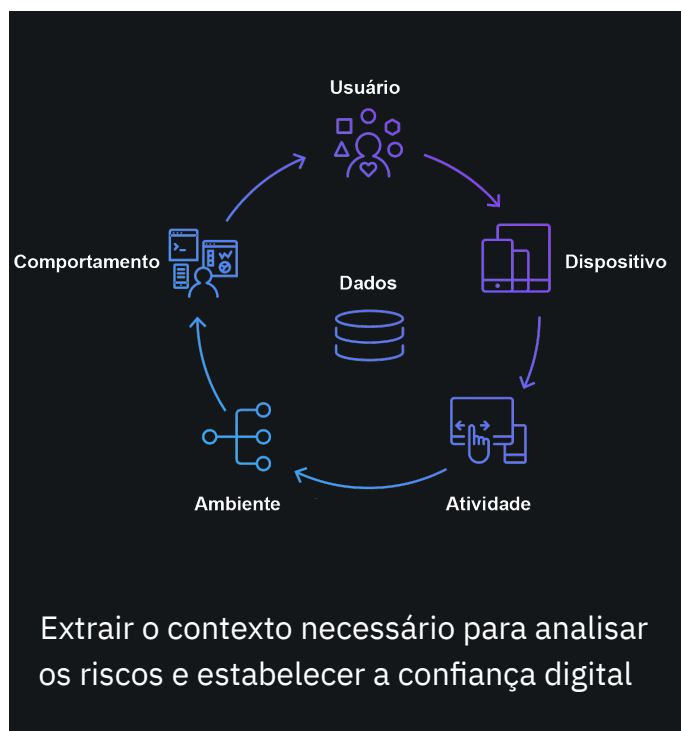 Usuário
Comportamento
Dispositivo
Dados
Ambiente
Atividade
Extrair o contexto necessário para analisar
os riscos e estabelecer a confiança digital